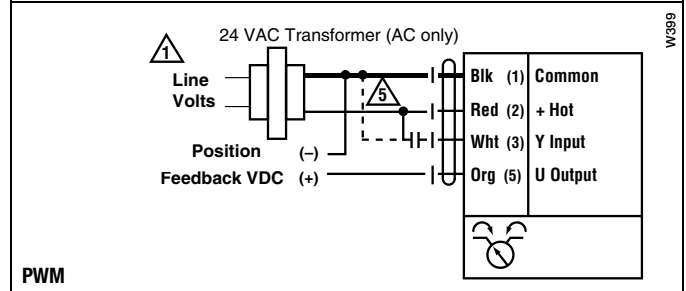 W399
24 VAC Transformer (AC only)
1
Line
Volts
5
Blk (1) Common
Red (2) + Hot
Wht (3) Y Input
Position (–)
Feedback VDC (+)
Org (5) U Output
PWM